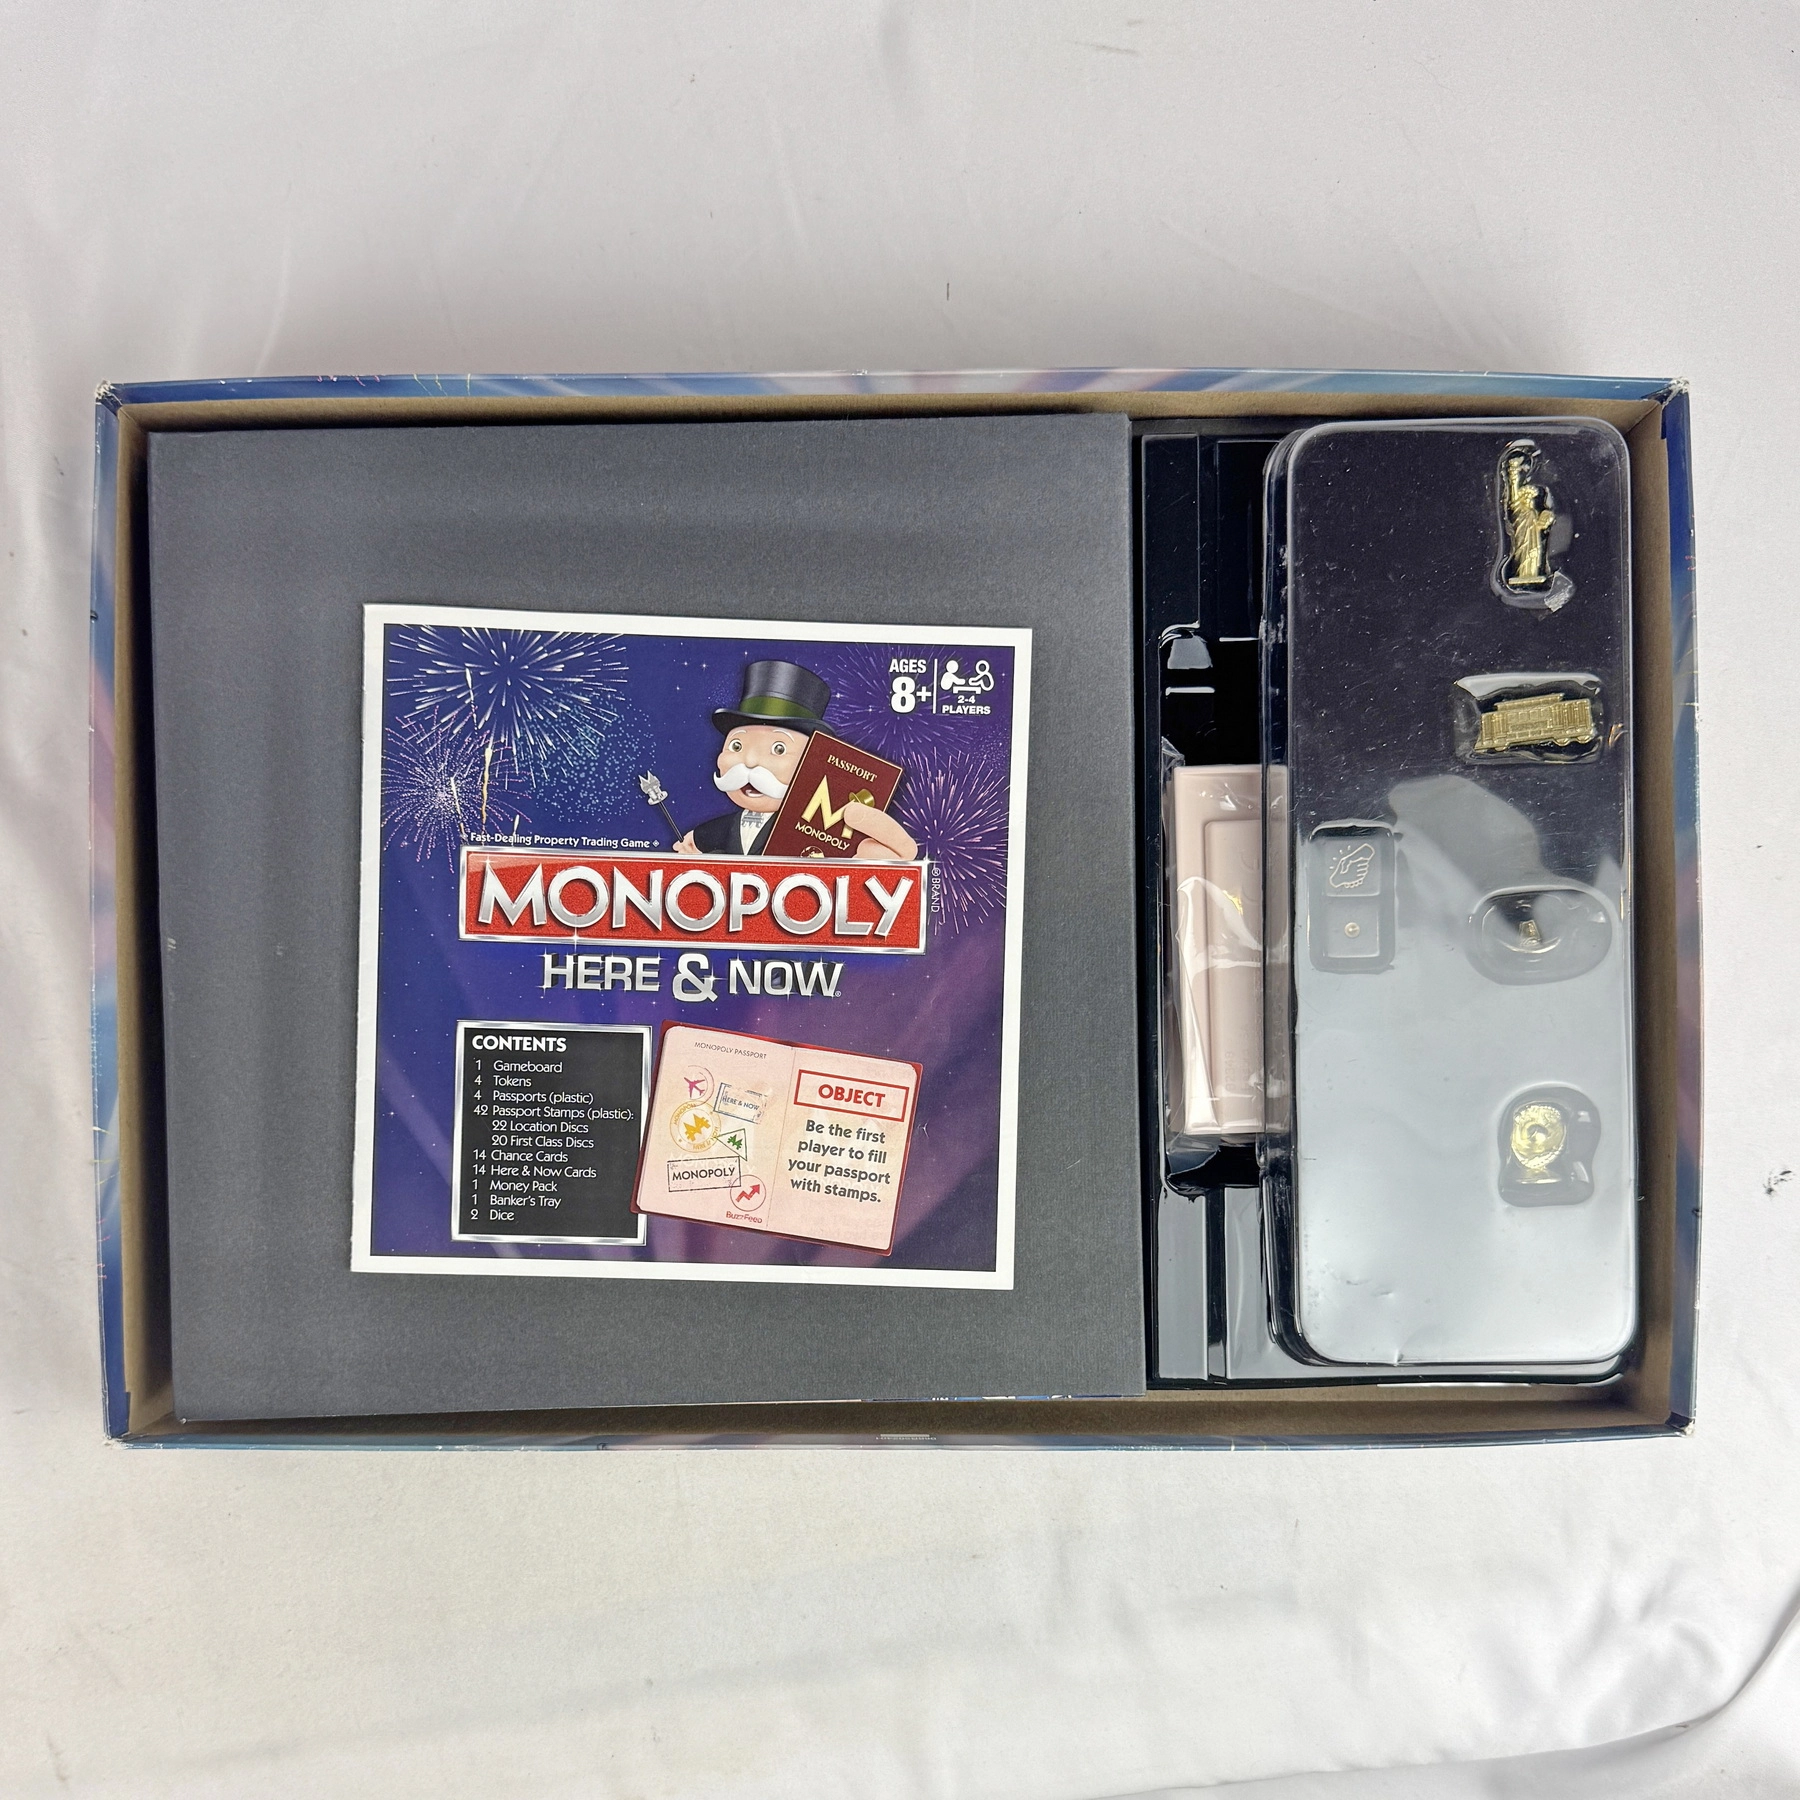 AGES
8+
2-4
PLAYERS
PASSPORT
M
MONOPOLY
Fast-Dealing Property Trading Game
MONOPOLY
® BRAND
HERE & NOW®
CONTENTS
1 Gameboard
4 Tokens
4 Passports (plastic)
42 Passport Stamps (plastic):
22 Location Discs
20 First Class Discs
14 Chance Cards
14 Here & Now Cards
1 Money Pack
1 Banker's Tray
2 Dice
MONOPOLY PASSPORT
HERE & NOW
MONOPOLY
BuzzFeed
OBJECT
Be the first
player to fill
your passport
with stamps.